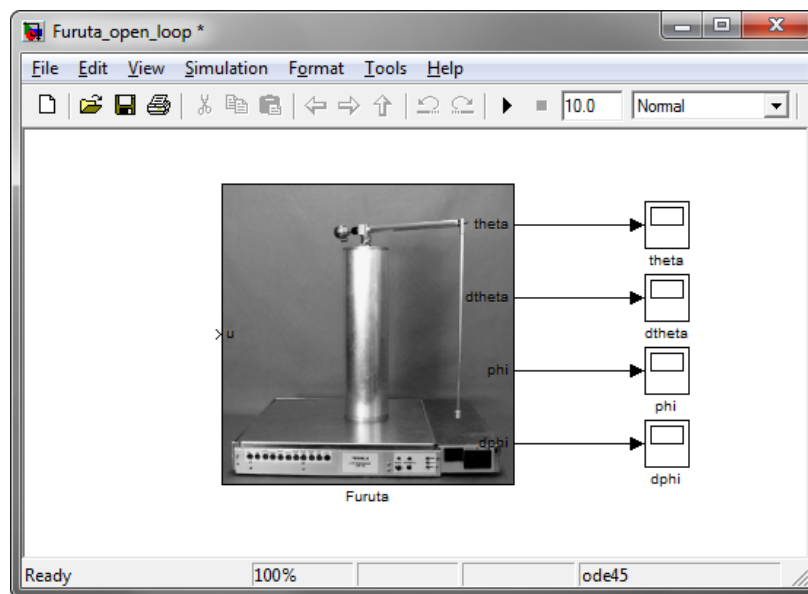 Furuta_open_loop *
File Edit View Simulation Format Tools Help
10.0 Normal
theta
theta
dtheta
dtheta
u
phi
phi
dphi
dphi
Furuta
Ready 100% ode45